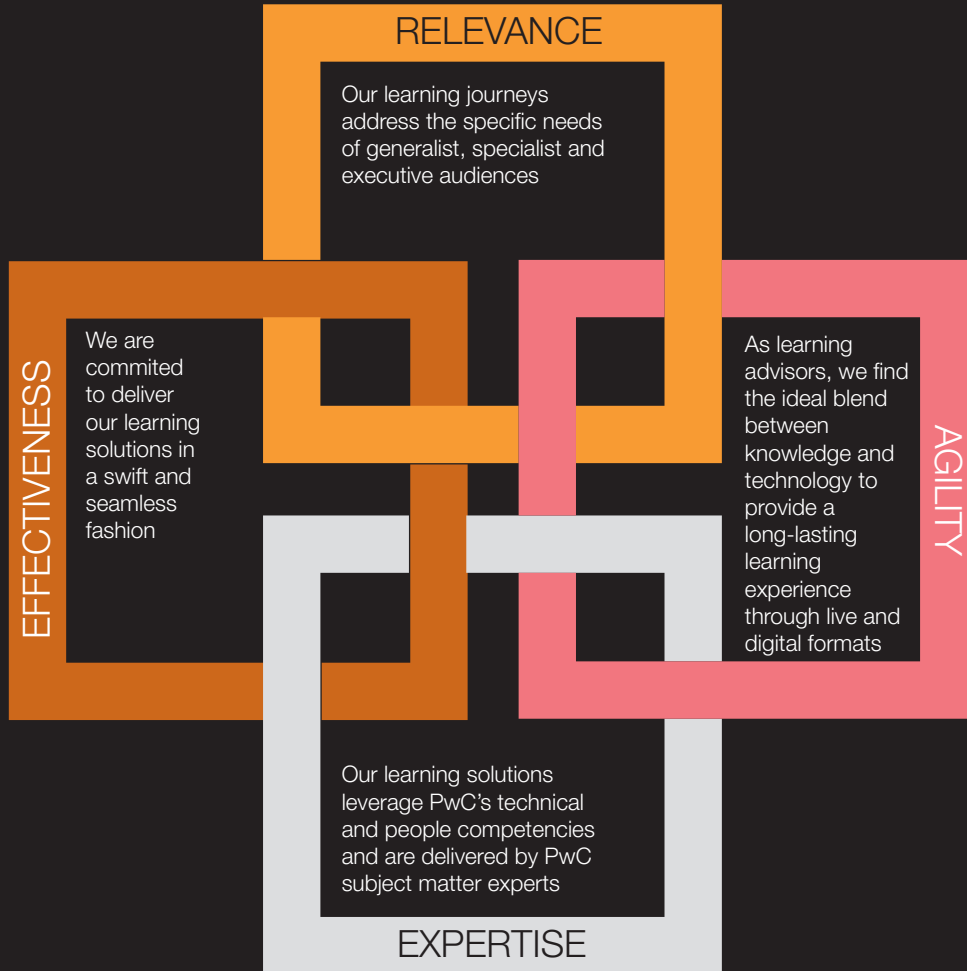 RELEVANCE
Our learning journeys
address the specific needs
of generalist, specialist and
executive audiences
EFFECTIVENESS
We are
commited
to deliver
our learning
solutions in
a swift and
seamless
fashion
As learning
advisors, we find
the ideal blend
between
knowledge and
technology to
provide a
long-lasting
learning
experience
through live and
digital formats
AGILITY
Our learning solutions
leverage PwC’s technical
and people competencies
and are delivered by PwC
subject matter experts
EXPERTISE